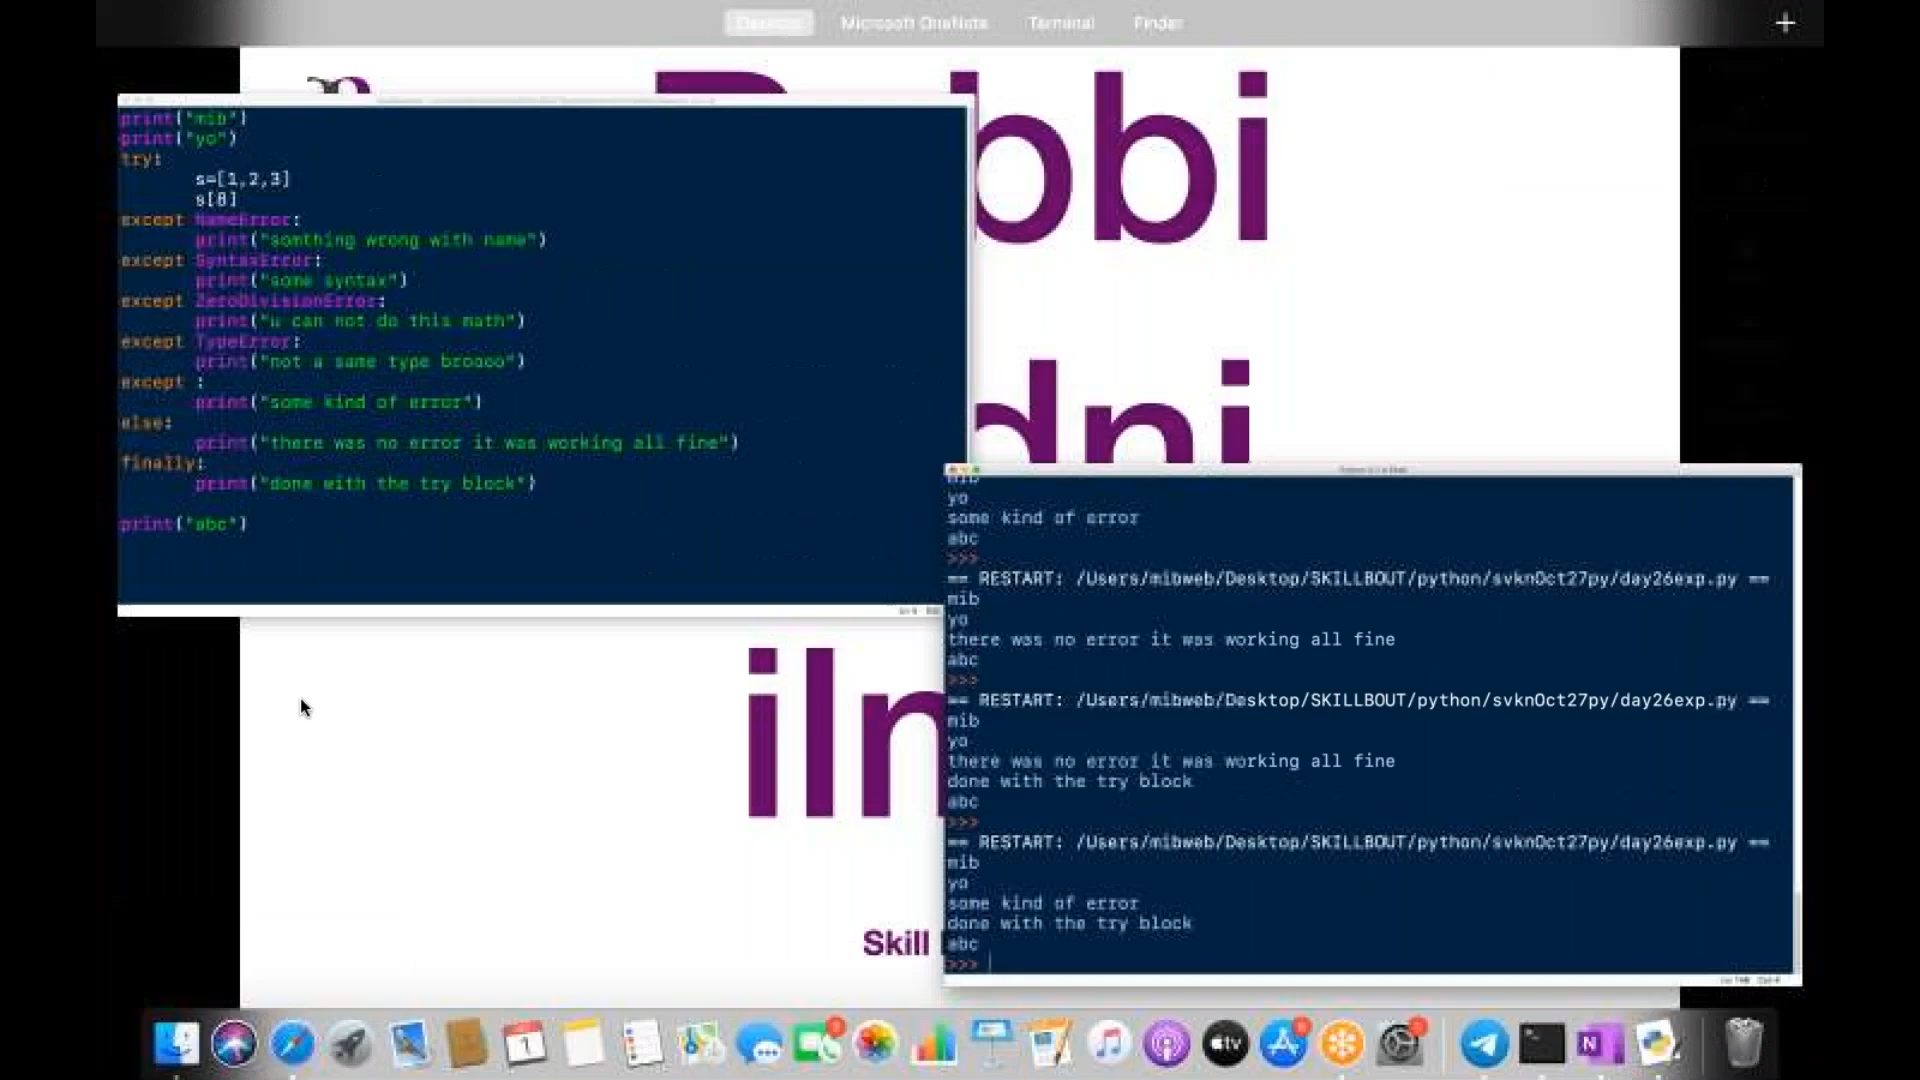 Desktop
Microsoft OneNote
Terminal
Finder
bbi
print("mib")
print("yo")
try:
s=[1,2,3]
s[8]
except NameError:
print("somthing wrong with name")
except SyntaxError:
print("some syntax")
except ZeroDivisionError:
print("u can not do this math")
except TypeError:
print("not a same type broooo")
except :
print("some kind of error")
else:
print("there was no error it was working all fine")
finally:
print("done with the try block")
print("abc")
mib
yo
some kind of error
abc
>>>
== RESTART: /Users/mibweb/Desktop/SKILLBOUT/python/svknOct27py/day26exp.py ==
mib
yo
there was no error it was working all fine
abc
>>>
== RESTART: /Users/mibweb/Desktop/SKILLBOUT/python/svknOct27py/day26exp.py ==
mib
yo
there was no error it was working all fine
done with the try block
abc
>>>
== RESTART: /Users/mibweb/Desktop/SKILLBOUT/python/svknOct27py/day26exp.py ==
mib
yo
some kind of error
done with the try block
abc
>>>
Skill
1
tv
N